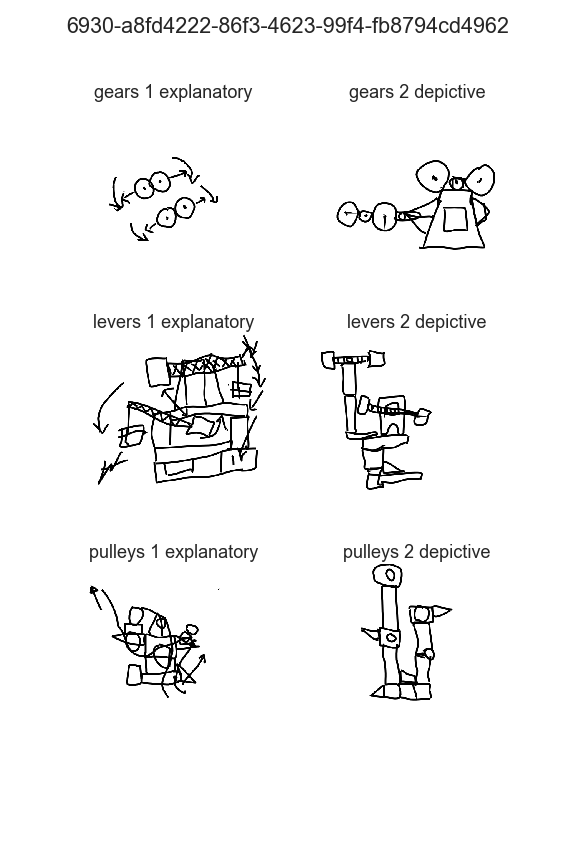 6930-a8fd4222-86f3-4623-99f4-fb8794cd4962
gears 1 explanatory
gears 2 depictive
levers 1 explanatory
levers 2 depictive
pulleys 1 explanatory
pulleys 2 depictive